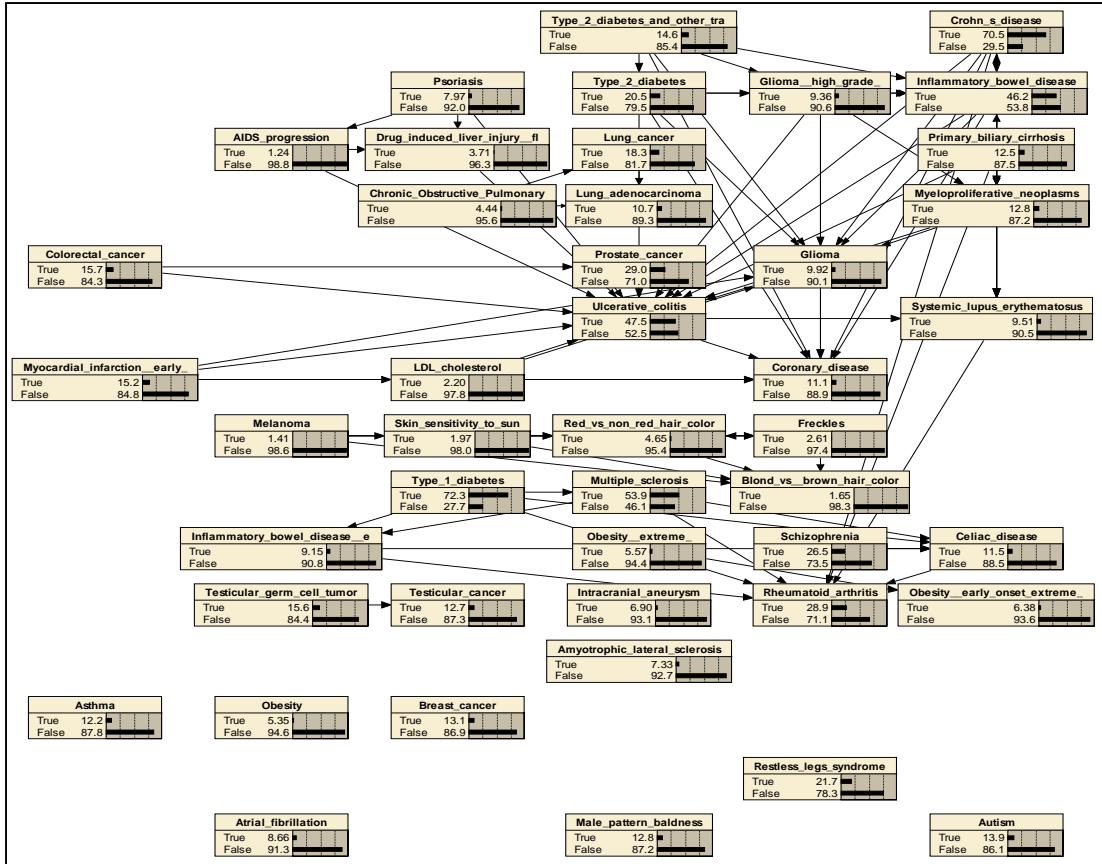 Type_2_diabetes_and_other_tra
True 14.6
False 85.4
Crohn_s_disease
True 70.5
False 29.5
Psoriasis
True 7.97
False 92.0
Type_2_diabetes
True 20.5
False 79.5
Glioma__high_grade_
True 9.36
False 90.6
Inflammatory_bowel_disease
True 46.2
False 53.8
AIDS_progression
True 1.24
False 98.8
Drug_induced_liver_injury__fl
True 3.71
False 96.3
Lung_cancer
True 18.3
False 81.7
Primary_biliary_cirrhosis
True 12.5
False 87.5
Chronic_Obstructive_Pulmonary
True 4.44
False 95.6
Lung_adenocarcinoma
True 10.7
False 89.3
Myeloproliferative_neoplasms
True 12.8
False 87.2
Colorectal_cancer
True 15.7
False 84.3
Prostate_cancer
True 29.0
False 71.0
Glioma
True 9.92
False 90.1
Ulcerative_colitis
True 47.5
False 52.5
Systemic_lupus_erythematosus
True 9.51
False 90.5
Myocardial_infarction__early_
True 15.2
False 84.8
LDL_cholesterol
True 2.20
False 97.8
Coronary_disease
True 11.1
False 88.9
Melanoma
True 1.41
False 98.6
Skin_sensitivity_to_sun
True 1.97
False 98.0
Red_vs_non_red_hair_color
True 4.65
False 95.4
Freckles
True 2.61
False 97.4
Type_1_diabetes
True 72.3
False 27.7
Multiple_sclerosis
True 53.9
False 46.1
Blond_vs__brown_hair_color
True 1.65
False 98.3
Inflammatory_bowel_disease__e
True 9.15
False 90.8
Obesity__extreme_
True 5.57
False 94.4
Schizophrenia
True 26.5
False 73.5
Celiac_disease
True 11.5
False 88.5
Testicular_germ_cell_tumor
True 15.6
False 84.4
Testicular_cancer
True 12.7
False 87.3
Intracranial_aneurysm
True 6.90
False 93.1
Rheumatoid_arthritis
True 28.9
False 71.1
Obesity__early_onset_extreme_
True 6.38
False 93.6
Amyotrophic_lateral_sclerosis
True 7.33
False 92.7
Asthma
True 12.2
False 87.8
Obesity
True 5.35
False 94.6
Breast_cancer
True 13.1
False 86.9
Restless_legs_syndrome
True 21.7
False 78.3
Atrial_fibrillation
True 8.66
False 91.3
Male_pattern_baldness
True 12.8
False 87.2
Autism
True 13.9
False 86.1